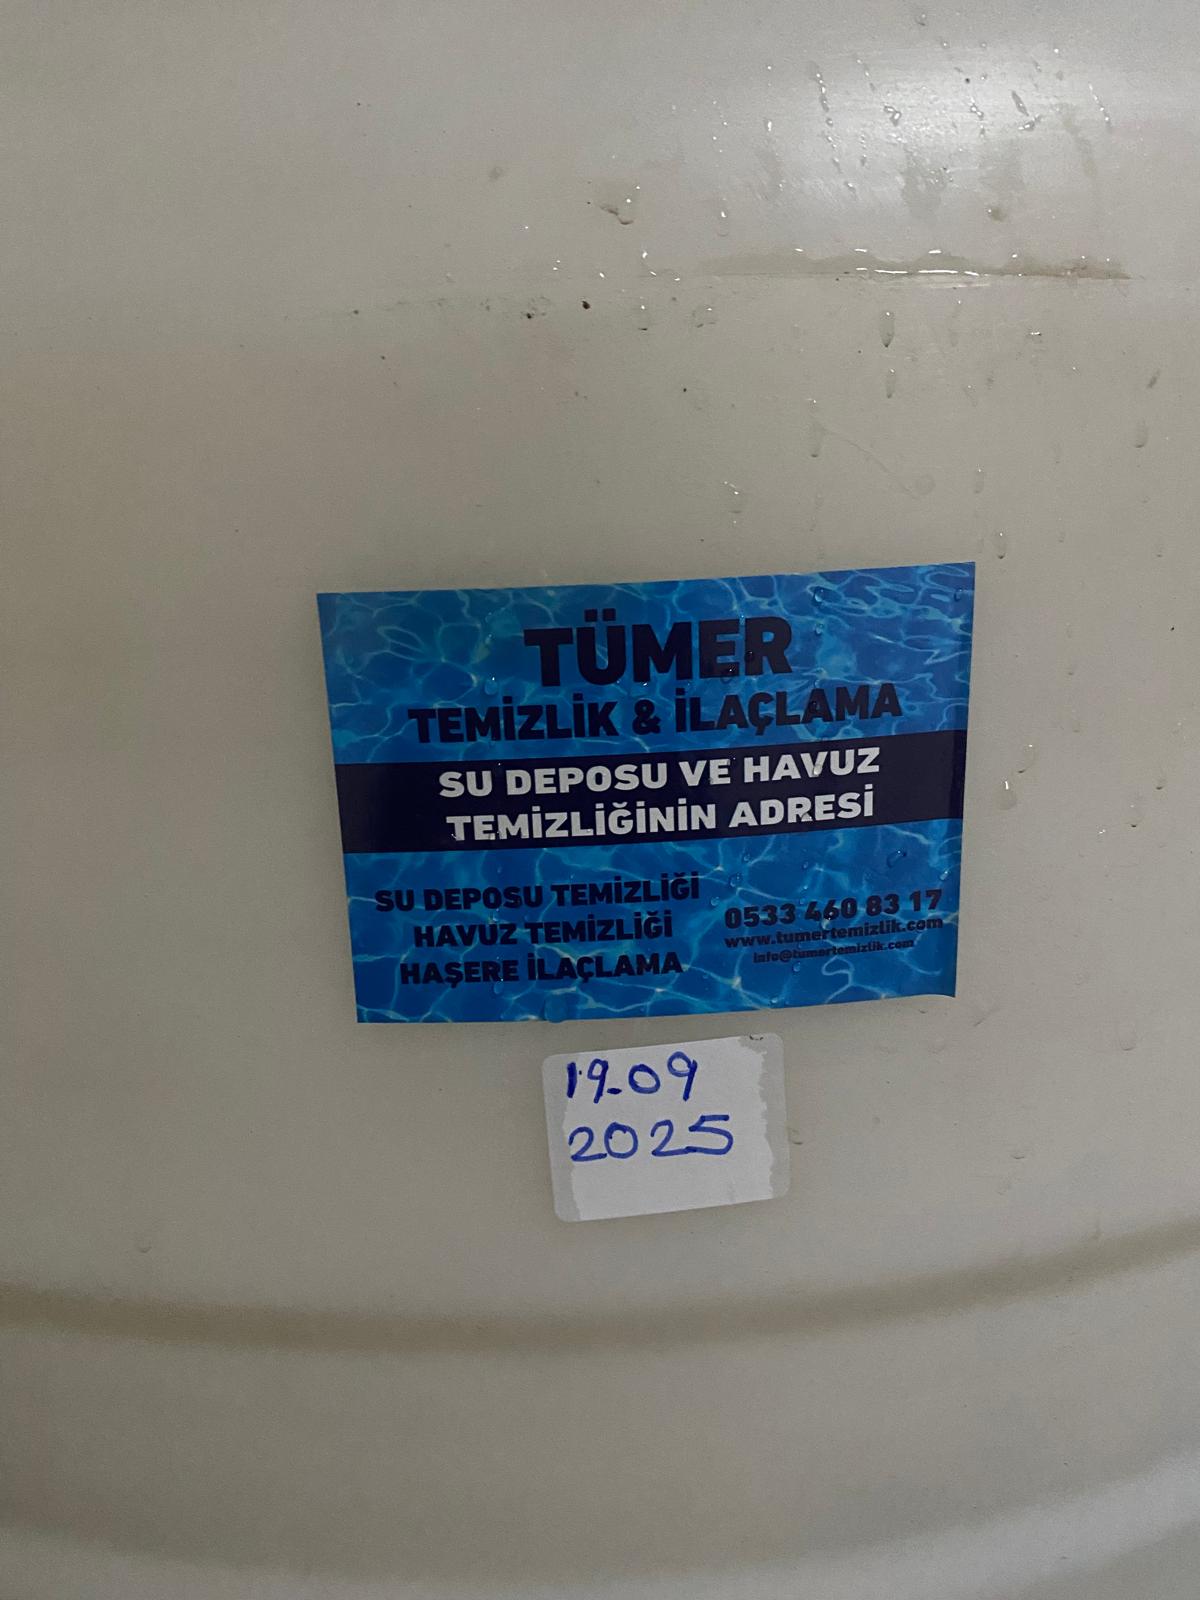 TÜMER
TEMİZLİK & İLAÇLAMA
SU DEPOSU VE HAVUZ
TEMİZLİĞİNİN ADRESİ
SU DEPOSU TEMİZLİĞİ
HAVUZ TEMİZLİĞİ
HAŞERE İLAÇLAMA
0533 460 83 17
www.tumertemizlik.com
info@tumertemizlik.com
19.09
2025